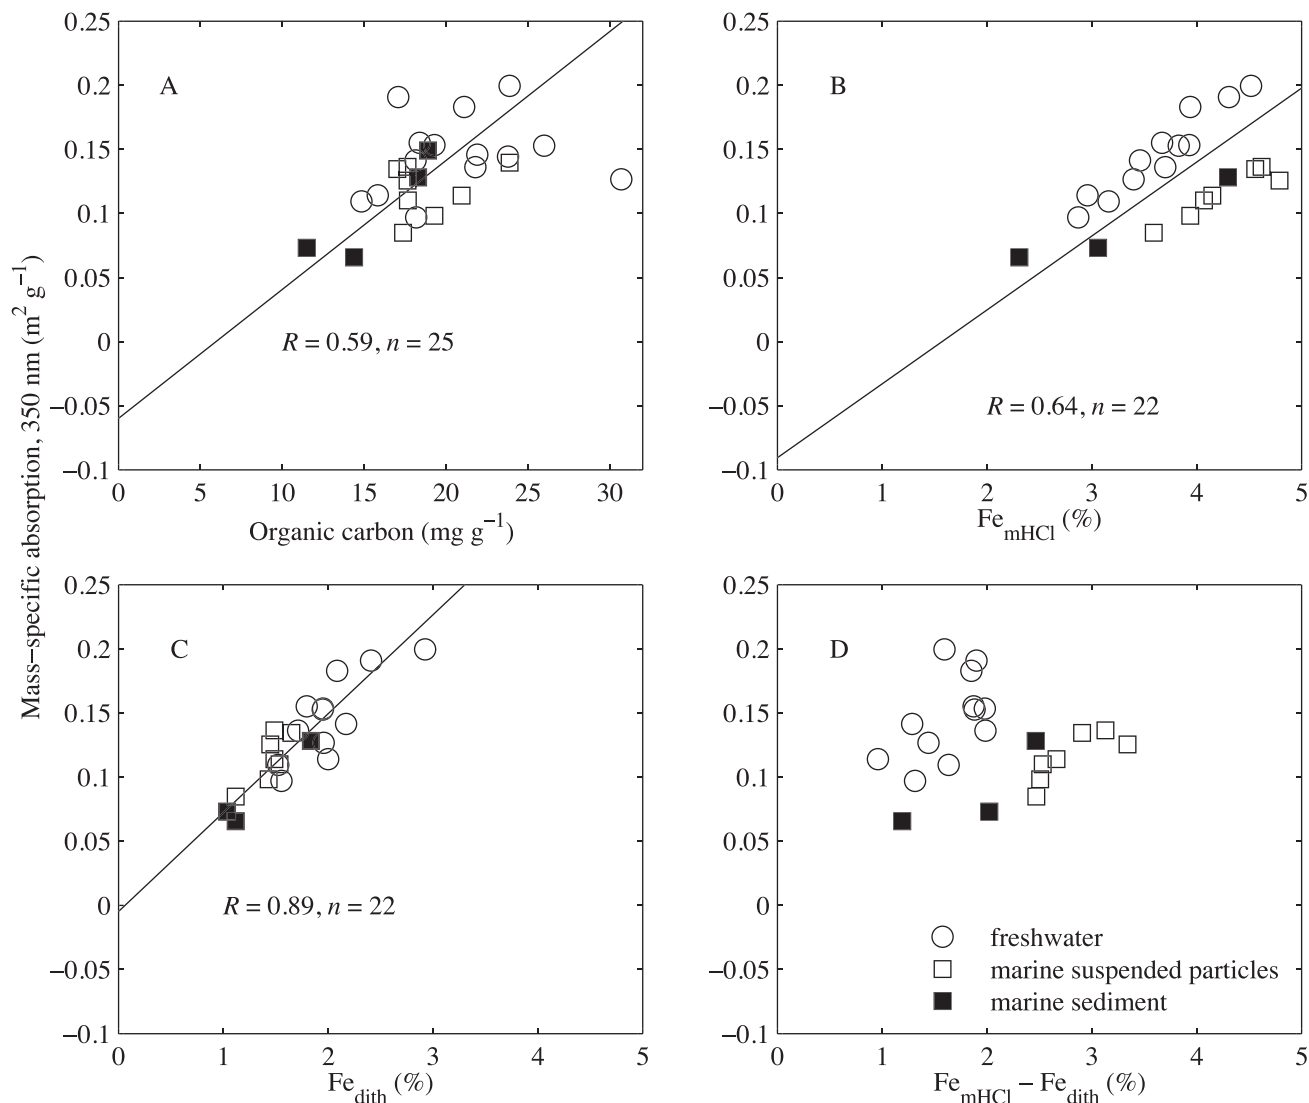 Mass−specific absorption, 350 nm (m² g⁻¹)
0.25
0.2
0.15
0.1
0.05
0
−0.05
−0.1
A
R = 0.59, n = 25
0 5 10 15 20 25 30
Organic carbon (mg g⁻¹)
0.25
0.2
0.15
0.1
0.05
0
−0.05
−0.1
B
R = 0.64, n = 22
0 1 2 3 4 5
Fe_mHCl (%)
0.25
0.2
0.15
0.1
0.05
0
−0.05
−0.1
C
R = 0.89, n = 22
0 1 2 3 4 5
Fe_dith (%)
0.25
0.2
0.15
0.1
0.05
0
−0.05
−0.1
D
freshwater
marine suspended particles
marine sediment
0 1 2 3 4 5
Fe_mHCl − Fe_dith (%)